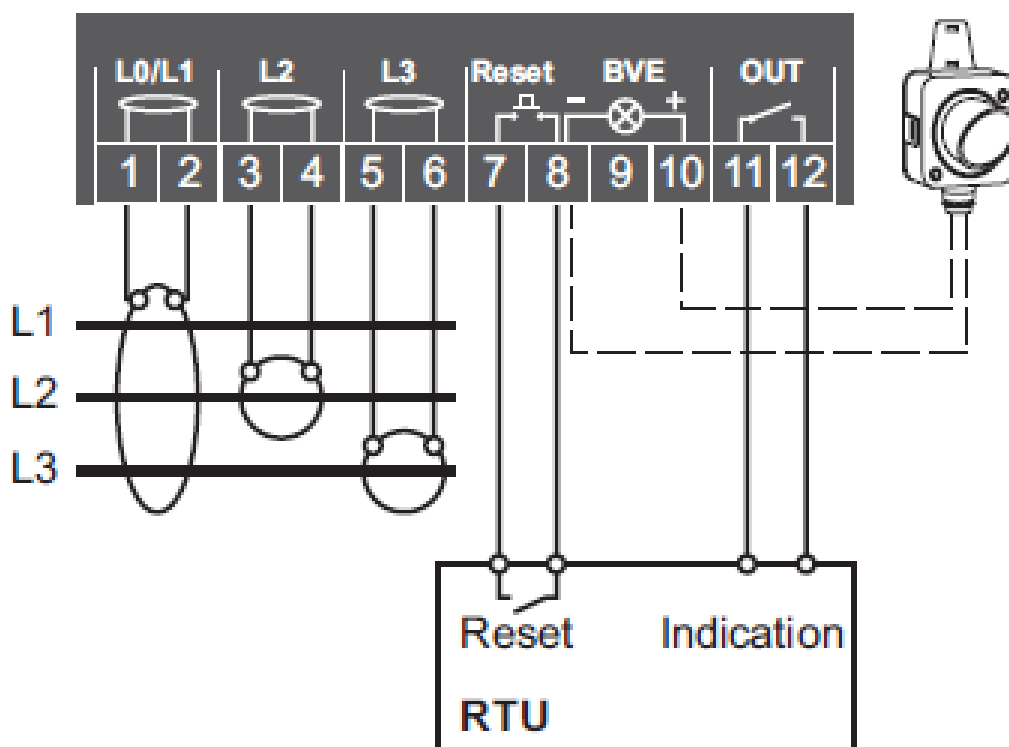 L0/L1 L2 L3 Reset BVE OUT
- +
1 2 3 4 5 6 7 8 9 10 11 12
L1
L2
L3
Reset Indication
RTU